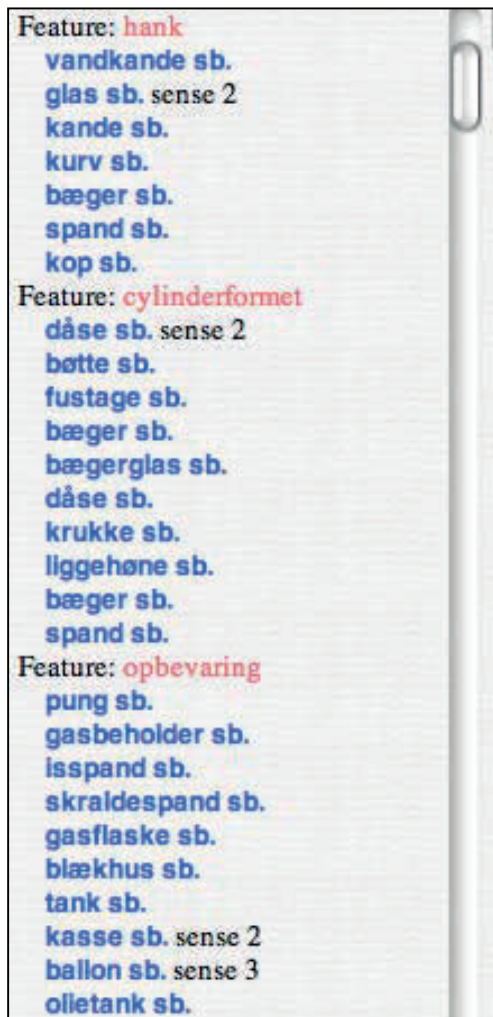 Feature: hank
vandkande sb.
glas sb. sense 2
kande sb.
kurv sb.
bæger sb.
spand sb.
kop sb.
Feature: cylinderformet
dåse sb. sense 2
bøtte sb.
fustage sb.
bæger sb.
bægerglas sb.
dåse sb.
krukke sb.
liggehøne sb.
bæger sb.
spand sb.
Feature: opbevaring
pung sb.
gasbeholder sb.
isspand sb.
skraldespand sb.
gasflaske sb.
blækhus sb.
tank sb.
kasse sb. sense 2
ballon sb. sense 3
olietank sb.